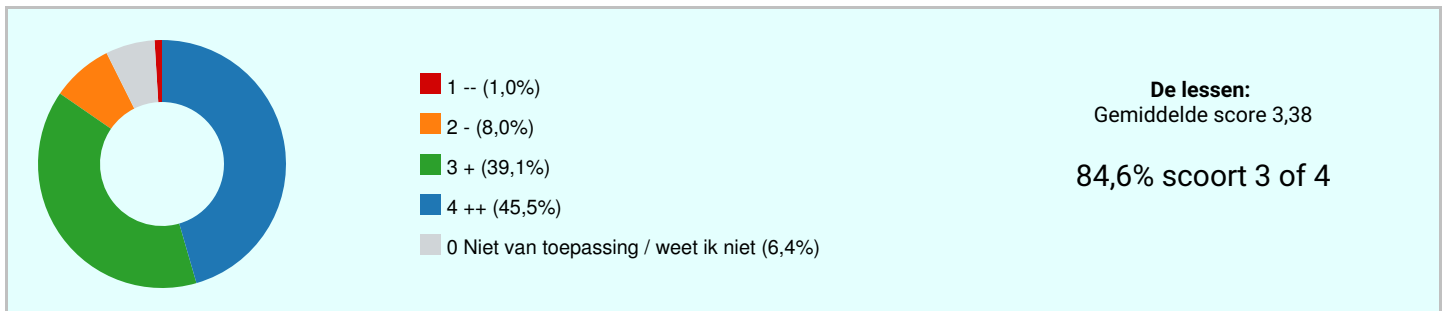 1 -- (1,0%)
2 - (8,0%)
3 + (39,1%)
4 ++ (45,5%)
0 Niet van toepassing / weet ik niet (6,4%)
De lessen:
Gemiddelde score 3,38
84,6% scoort 3 of 4